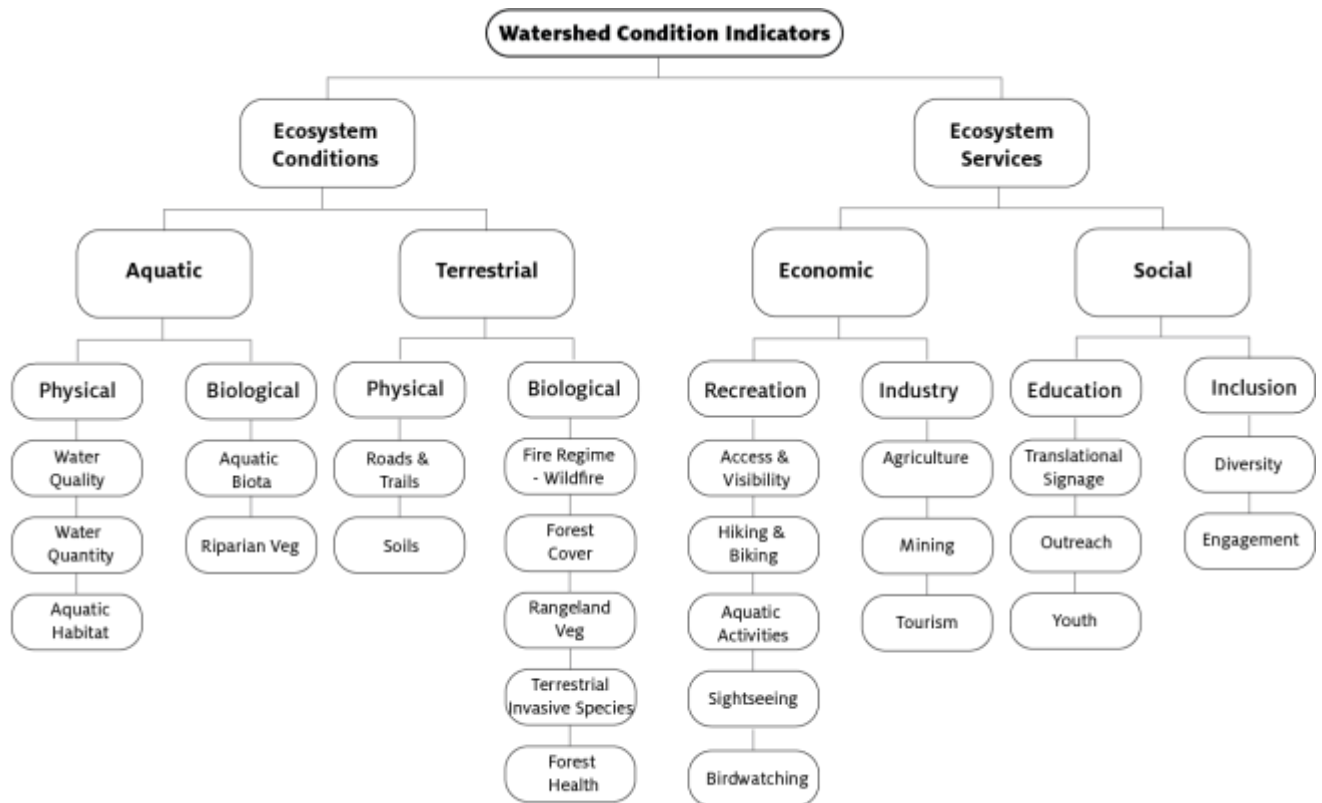 Watershed Condition Indicators
Ecosystem
Conditions
Ecosystem
Services
Aquatic
Terrestrial
Economic
Social
Physical
Biological
Physical
Biological
Recreation
Industry
Education
Inclusion
Water
Quality
Aquatic
Biota
Roads &
Trails
Fire Regime
- Wildfire
Access &
Visibility
Agriculture
Translational
Signage
Diversity
Water
Quantity
Riparian Veg
Soils
Forest
Cover
Hiking &
Biking
Mining
Outreach
Engagement
Aquatic
Habitat
Rangeland
Veg
Aquatic
Activities
Tourism
Youth
Terrestrial
Invasive Species
Sightseeing
Forest
Health
Birdwatching